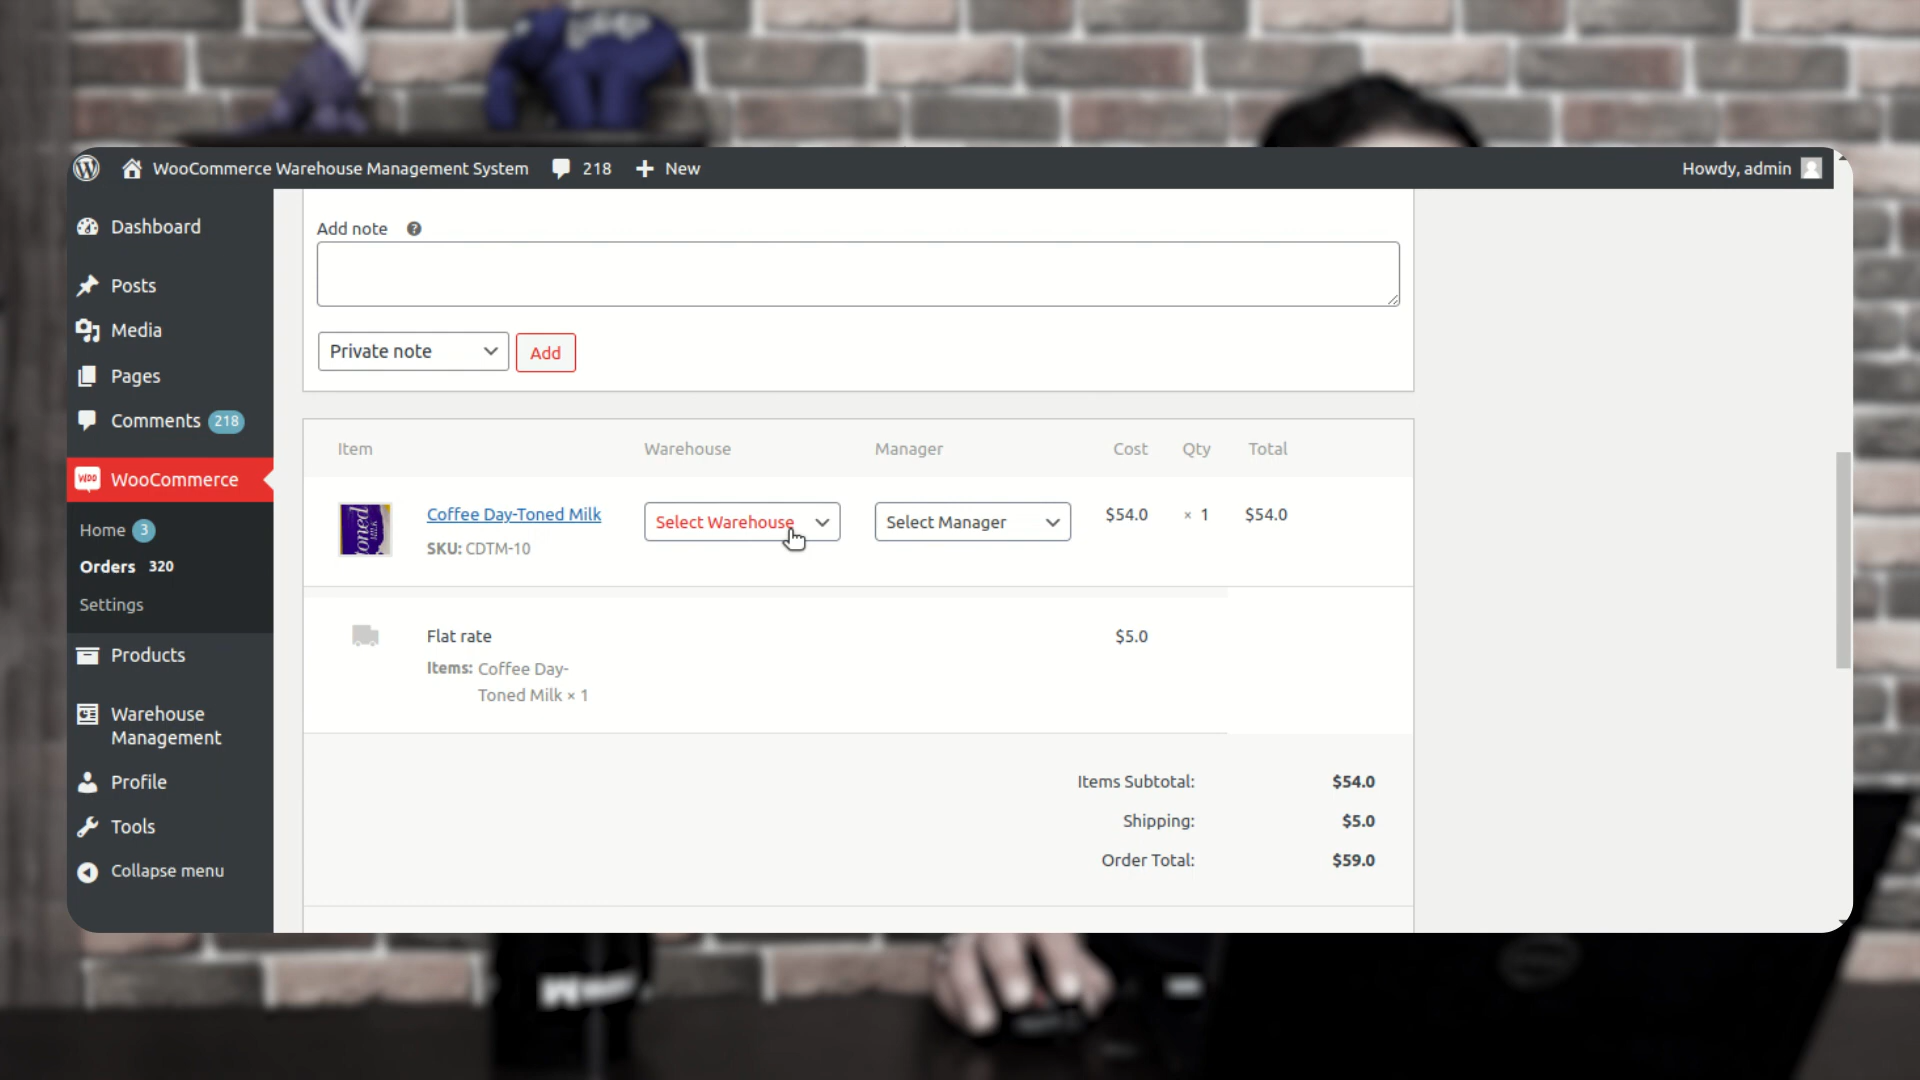 WooCommerce Warehouse Management System 218 New Howdy, admin
Dashboard
Posts
Media
Pages
Comments 218
WooCommerce
Home 3
Orders 320
Settings
Products
Warehouse
Management
Profile
Tools
Collapse menu
Add note
Private note Add
Item Warehouse Manager Cost Qty Total
Coffee Day-Toned Milk Select Warehouse Select Manager $54.0 × 1 $54.0
SKU: CDTM-10
Flat rate $5.0
Items: Coffee Day-
Toned Milk × 1
Items Subtotal: $54.0
Shipping: $5.0
Order Total: $59.0